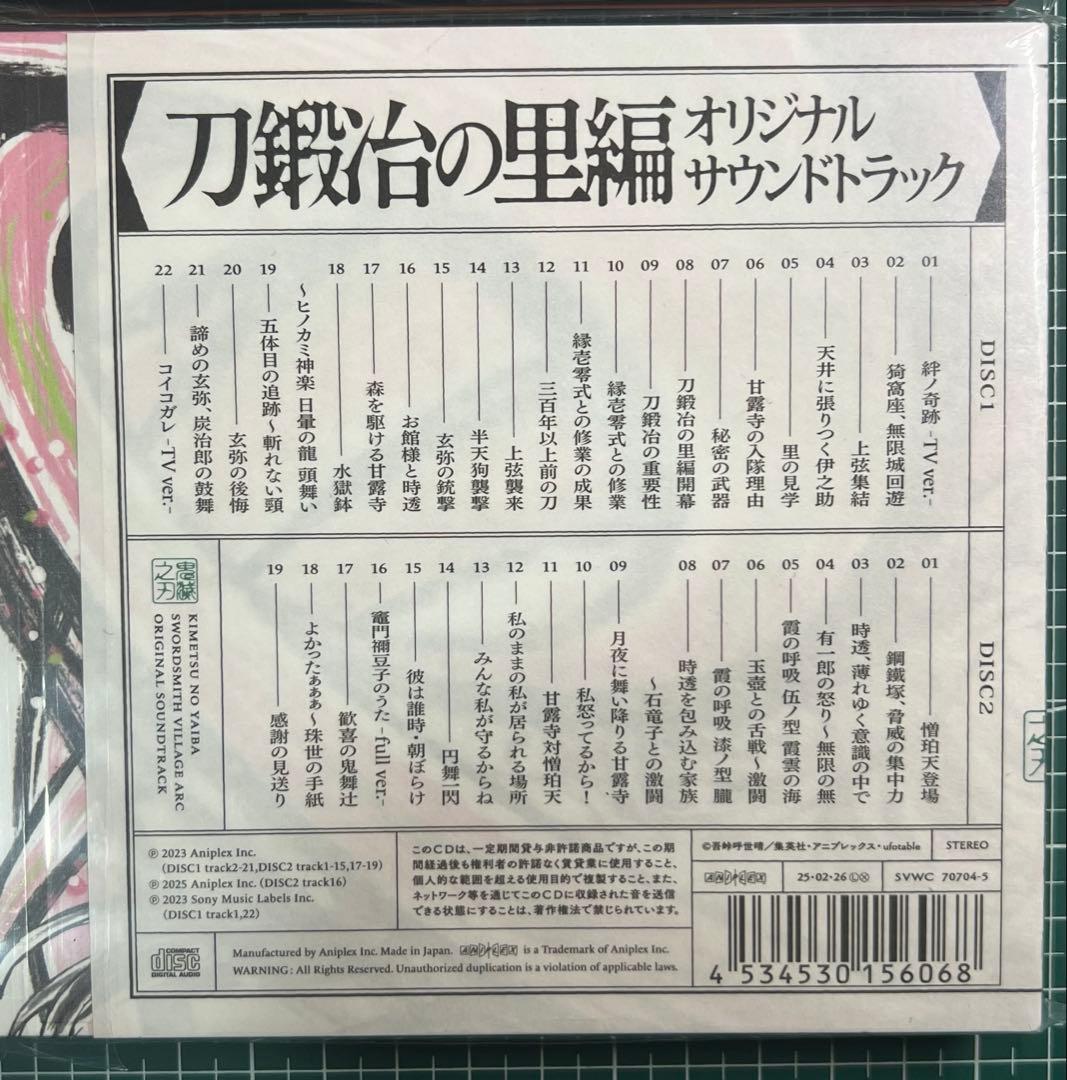 刀鍛冶の里編 オリジナル
サウンドトラック
DISC1
01 絆ノ奇跡 -TV ver.-
02 猗窩座、無限城回遊
03 上弦集結
04 天井に張りつく伊之助
05 里の見学
06 甘露寺の入隊理由
07 秘密の武器
08 刀鍛冶の里編開幕
09 刀鍛冶の重要性
10 縁壱零式との修業
11 縁壱零式との修業の成果
12 三百年以上前の刀
13 上弦襲来
14 半天狗襲撃
15 玄弥の銃撃
16 お館様と時透
17 森を駆ける甘露寺
18 水獄鉢
〜ヒノカミ神楽 日暈の龍 頭舞い
19 五体目の追跡〜斬れない頸
20 玄弥の後悔
21 諦めの玄弥、炭治郎の鼓舞
22 コイコガレ -TV ver.-
DISC2
01 憎珀天登場
02 鋼鐵塚、脅威の集中力
03 時透、薄れゆく意識の中で
04 有一郎の怒り〜無限の無
05 霞の呼吸 伍ノ型 霞雲の海
06 玉壺との舌戦〜激闘
07 霞の呼吸 漆ノ型 朧
08 時透を包み込む家族
〜石竜子との激闘
09 月夜に舞い降りる甘露寺
10 私怒ってるから!
11 甘露寺対憎珀天
12 私のままの私が居られる場所
13 みんな私が守るからね
14 円舞一閃
15 彼は誰時・朝ぼらけ
16 竈門禰豆子のうた -full ver.-
17 歓喜の鬼舞辻
18 よかったぁぁぁ〜珠世の手紙
19 感謝の見送り
鬼滅
之刃
KIMETSU NO YAIBA
SWORDSMITH VILLAGE ARC
ORIGINAL SOUNDTRACK
℗ 2023 Aniplex Inc.
(DISC1 track2-21,DISC2 track1-15,17-19)
℗ 2025 Aniplex Inc. (DISC2 track16)
℗ 2023 Sony Music Labels Inc.
(DISC1 track1,22)
このCDは、一定期間貸与非許諾商品ですが、この期
間経過後も権利者の許諾なく賃貸業に使用すること、
個人的な範囲を超える使用目的で複製すること、また、
ネットワーク等を通じてこのCDに収録された音を送信
できる状態にすることは、著作権法で禁じられています。
©吾峠呼世晴/集英社・アニプレックス・ufotable
STEREO
ANIPLEX
25・02・26ⓁⓍ
SVWC 70704-5
COMPACT
disc
DIGITAL AUDIO
Manufactured by Aniplex Inc. Made in Japan. ANIPLEX is a Trademark of Aniplex Inc.
WARNING: All Rights Reserved. Unauthorized duplication is a violation of applicable laws.
4 534530 156068
之刃